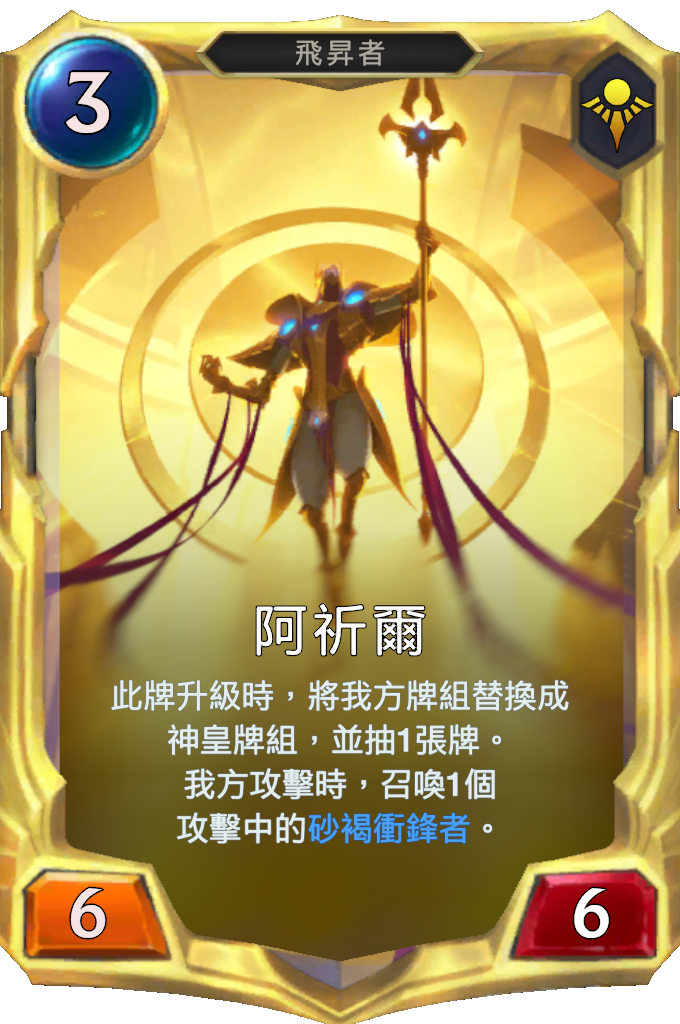 飛昇者
3
阿祈爾
此牌升級時，將我方牌組替換成
神皇牌組，並抽1張牌。
我方攻擊時，召喚1個
攻擊中的砂褐衝鋒者。
6
6